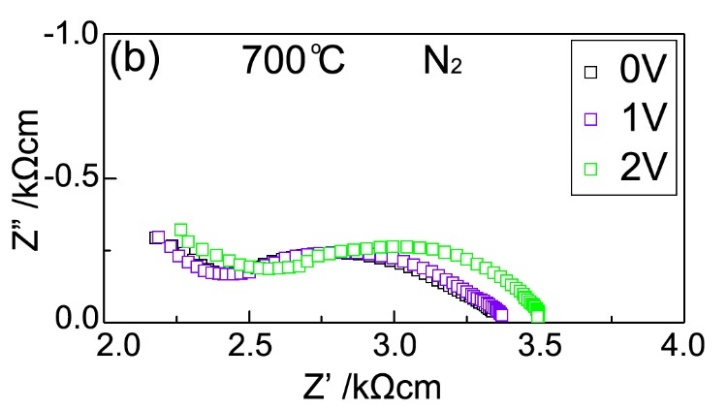 -1.0
(b) 700°C N₂
0V
1V
2V
-0.5
0.0
Z" /kΩcm
2.0 2.5 3.0 3.5 4.0
Z' /kΩcm